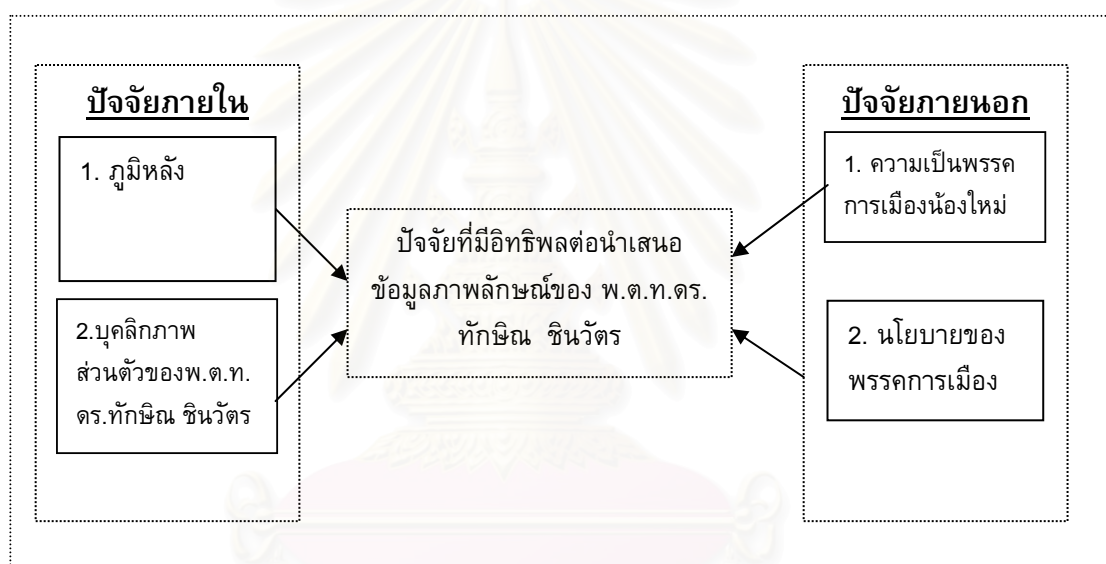 ปัจจัยภายใน
1. ภูมิหลัง
2.บุคลิกภาพ
ส่วนตัวของพ.ต.ท.
ดร.ทักษิณ ชินวัตร
ปัจจัยที่มีอิทธิพลต่อนำเสนอ
ข้อมูลภาพลักษณ์ของ พ.ต.ท.ดร.
ทักษิณ ชินวัตร
ปัจจัยภายนอก
1. ความเป็นพรรค
การเมืองน้องใหม่
2. นโยบายของ
พรรคการเมือง